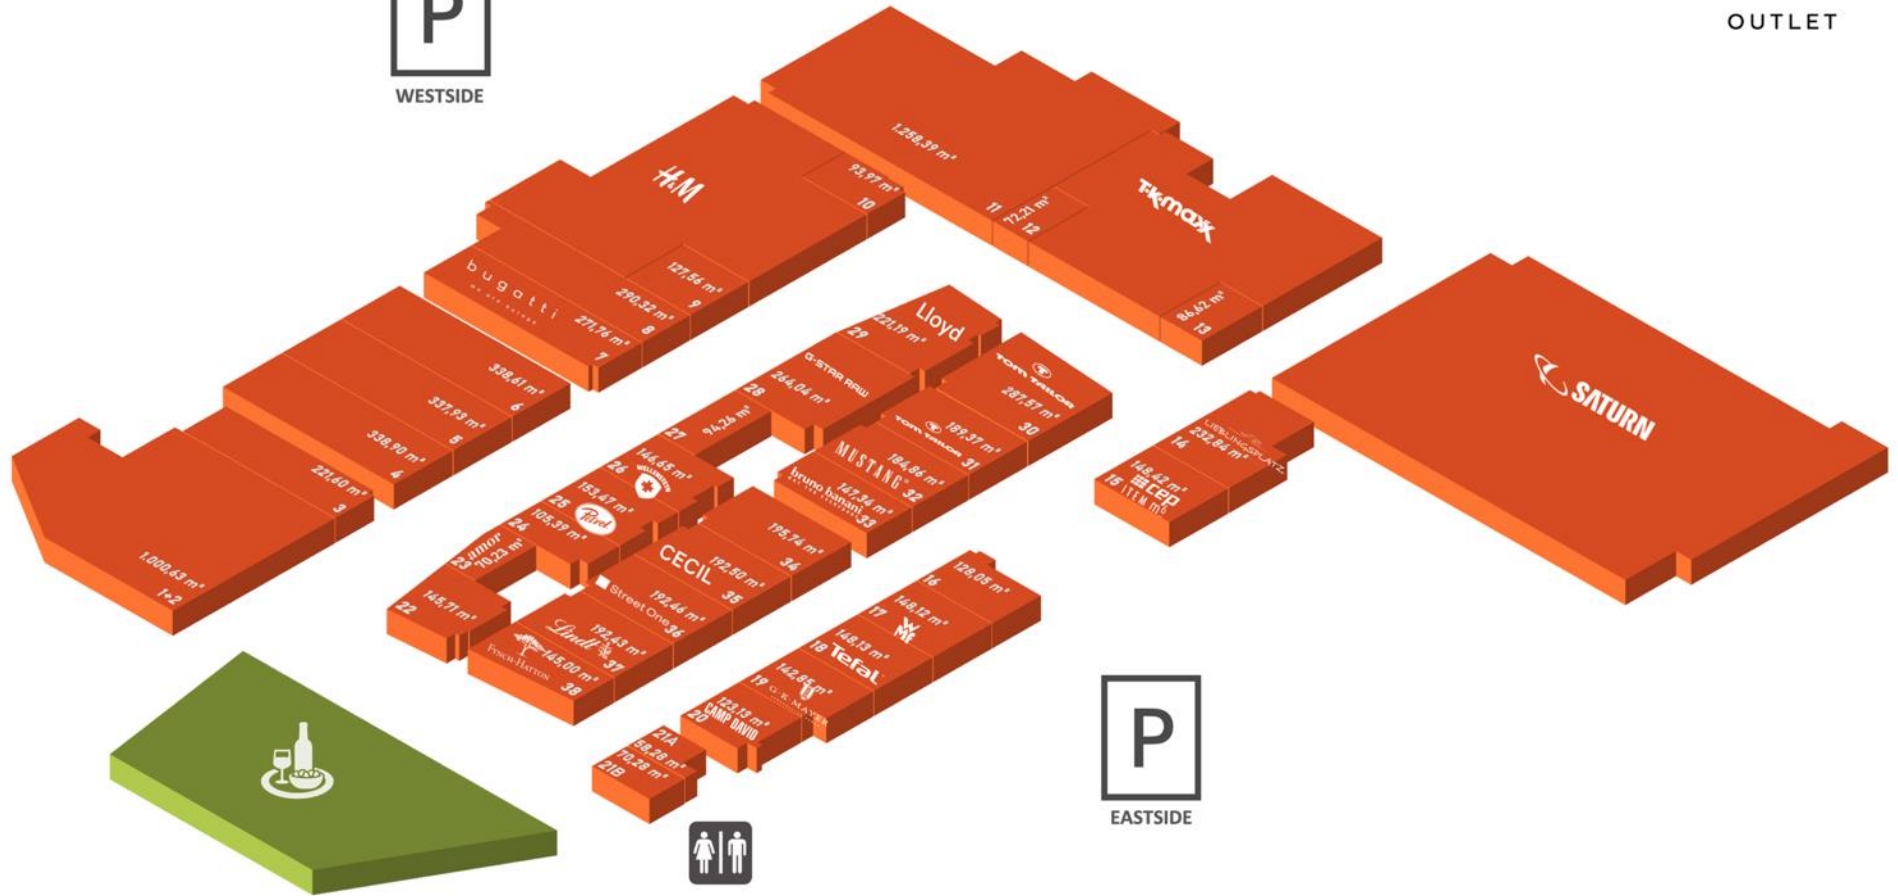 P
WESTSIDE
OUTLET
1.258,39 m²
11
72,21 m²
12
T·K·maxx
86,62 m²
13
H&M
93,97 m²
10
127,56 m²
9
290,32 m²
8
bugatti
271,76 m²
7
338,61 m²
6
337,93 m²
5
338,90 m²
4
221,60 m²
3
1.000,63 m²
1+2
SATURN
LIEBLINGSPLATZ
14
232,84 m²
148,42 m²
15
cep
ITEM m6
Lloyd
29
221,19 m²
G-STAR RAW
28
264,04 m²
27
94,26 m²
26
146,65 m²
WELLENSTEYN
25
153,47 m²
24
105,39 m²
23
amor
70,23 m²
22
145,71 m²
TOM TAILOR
287,57 m²
30
TOM TAILOR
189,37 m²
31
MUSTANG
184,86 m²
32
bruno banani
147,34 m²
33
195,74 m²
34
CECIL
192,50 m²
35
Street One
192,46 m²
36
Lindt
192,43 m²
37
FYNCH-HATTON
145,00 m²
38
16
128,05 m²
17
148,12 m²
WMF
18
148,13 m²
Tefal
19
142,85 m²
G.K.MAYER
20
123,13 m²
CAMP DAVID
21A
58,28 m²
70,28 m²
21B
P
EASTSIDE